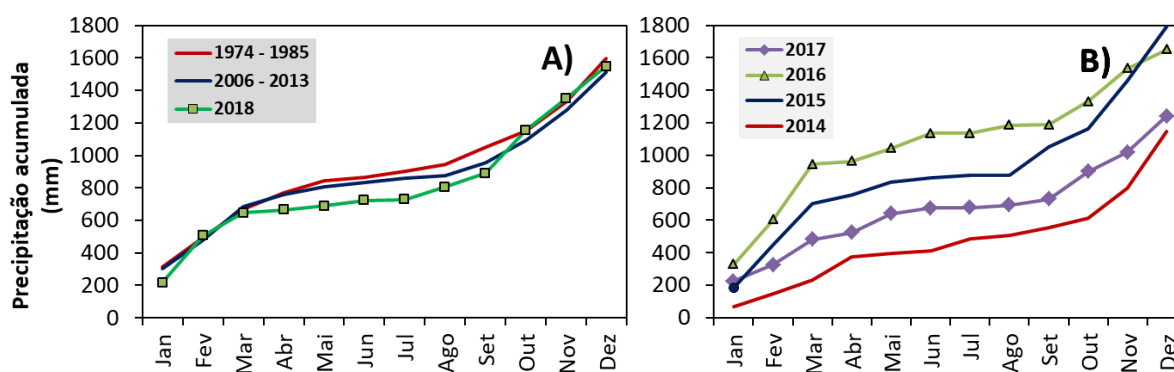 Precipitação acumulada
(mm)
1800
1600
1400
1200
1000
800
600
400
200
0
1974 - 1985
2006 - 2013
2018
A)
Jan
Fev
Mar
Abr
Mai
Jun
Jul
Ago
Set
Out
Nov
Dez
1800
1600
1400
1200
1000
800
600
400
200
0
2017
2016
2015
2014
B)
Jan
Fev
Mar
Abr
Mai
Jun
Jul
Ago
Set
Out
Nov
Dez